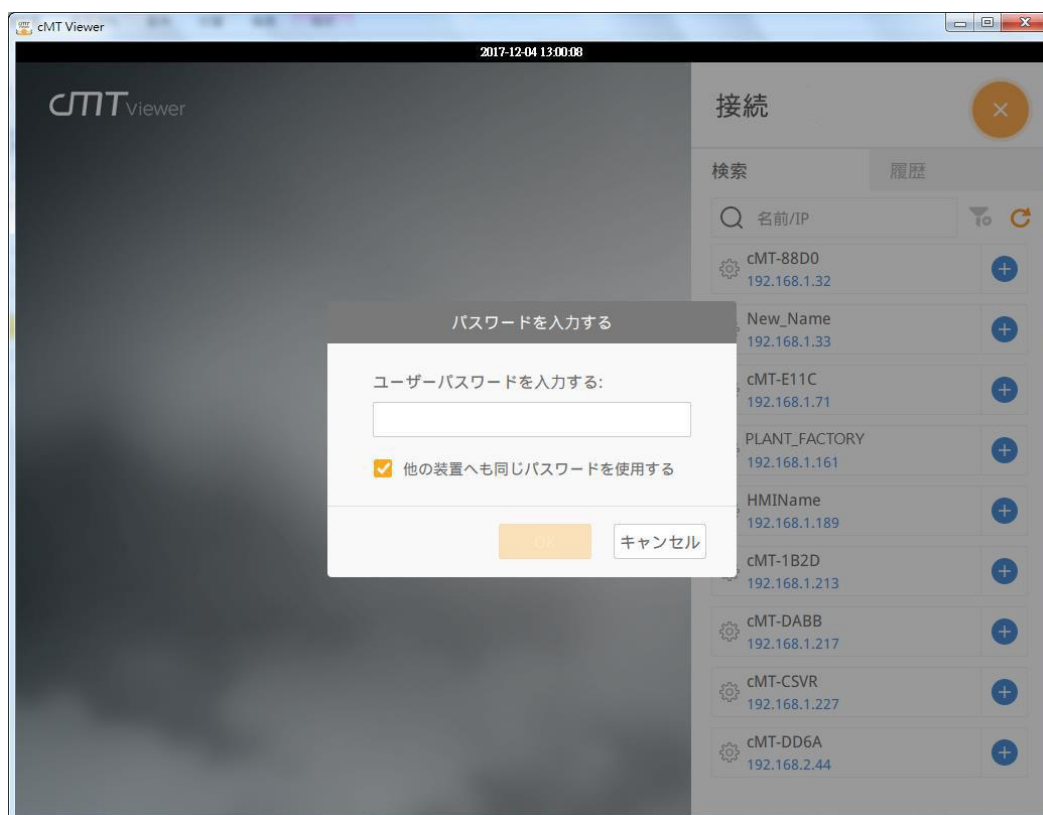 cMT Viewer
2017-12-04 13:00:08
cMT Viewer
接続
検索
履歴
名前/IP
cMT-88D0
192.168.1.32
New_Name
192.168.1.33
cMT-E11C
192.168.1.71
PLANT_FACTORY
192.168.1.161
HMIName
192.168.1.189
cMT-1B2D
192.168.1.213
cMT-DABB
192.168.1.217
cMT-CSVR
192.168.1.227
cMT-DD6A
192.168.2.44
パスワードを入力する
ユーザーパスワードを入力する:
他の装置へも同じパスワードを使用する
OK
キャンセル